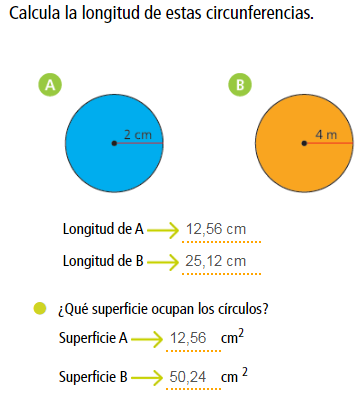 Calcula la longitud de estas circunferencias.
A B
2 cm 4 m
Longitud de A 12,56 cm
Longitud de B 25,12 cm
¿Qué superficie ocupan los círculos?
Superficie A 12,56 cm²
Superficie B 50,24 cm ²